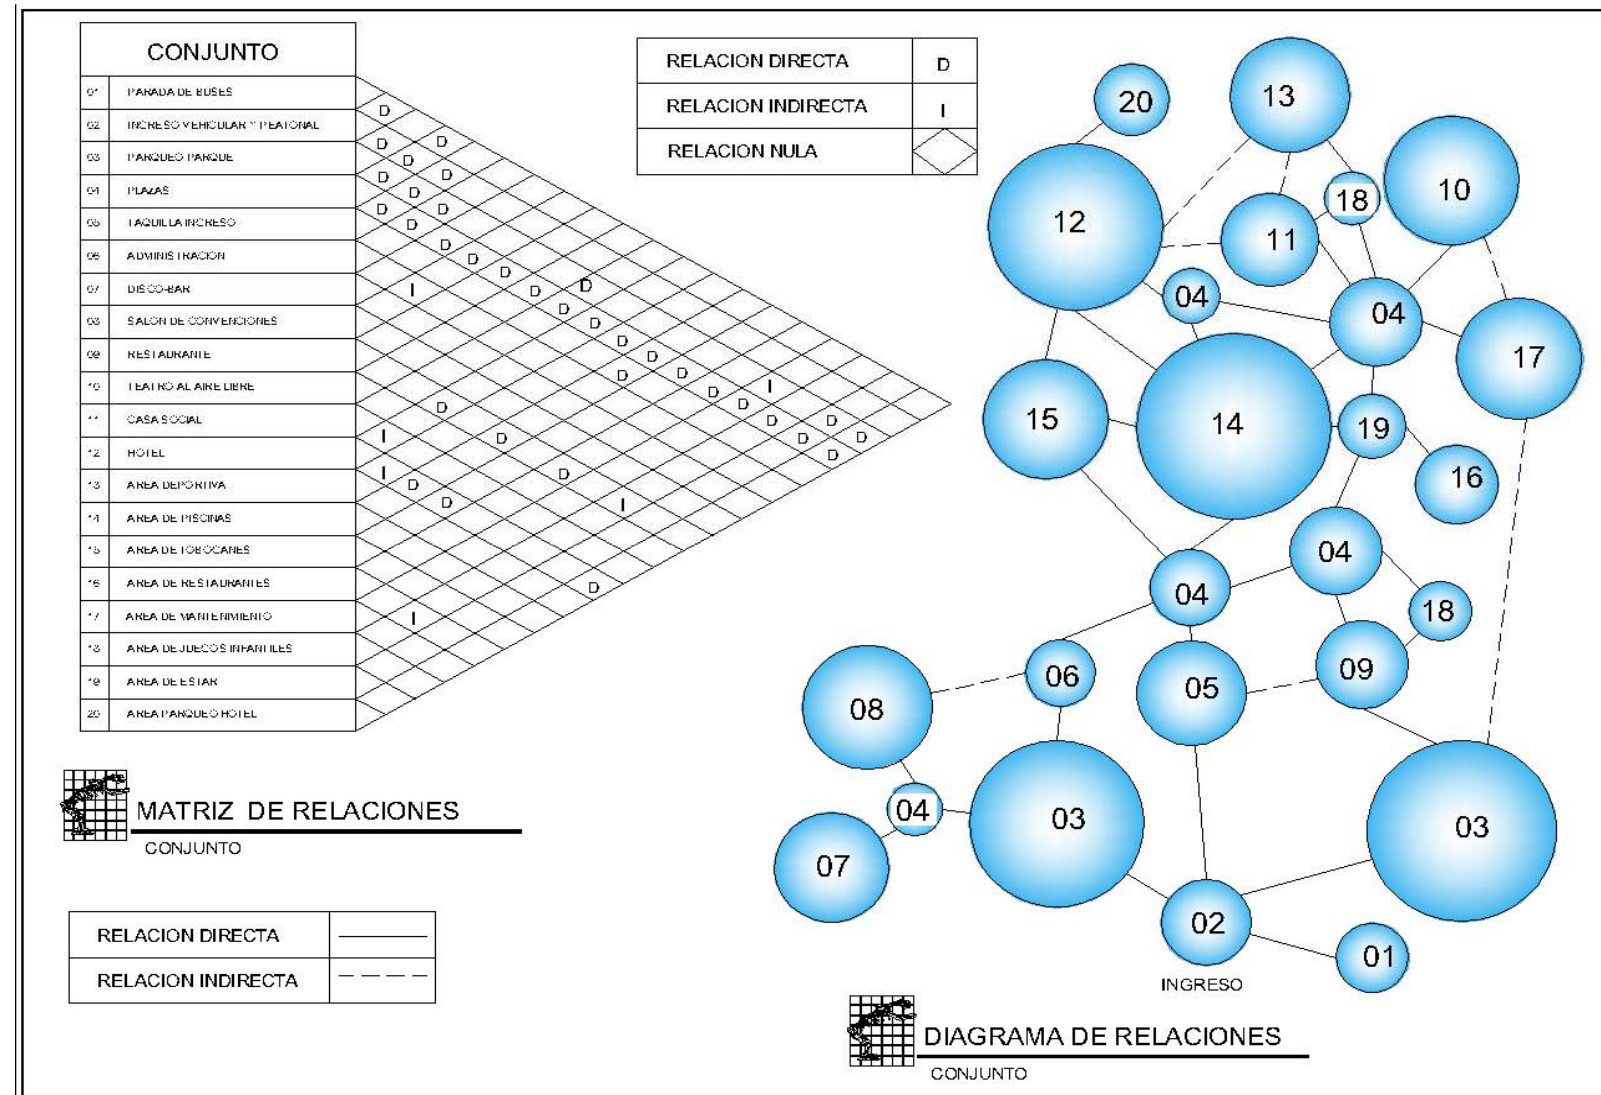 CONJUNTO
01 PARADA DE BUSES
02 INGRESO VEHICULAR Y PEATONAL
03 PARQUEO PARQUE
04 PLAZAS
05 TAQUILLA INGRESO
06 ADMINISTRACION
07 DISCO-BAR
08 SALON DE CONVENCIONES
09 RESTAURANTE
10 TEATRO AL AIRE LIBRE
11 CASA SOCIAL
12 HOTEL
13 AREA DEPORTIVA
14 AREA DE PISCINAS
15 AREA DE TOBOGANES
16 AREA DE RESTAURANTES
17 AREA DE MANTENIMIENTO
18 AREA DE JUEGOS INFANTILES
19 AREA DE ESTAR
20 AREA PARQUEO HOTEL
D
D D
D D
D D
D D
D D
D
D
D D
I D
D
D
D
D
D D
D I
D
D D
D D
I D D
D
I D
D I
D
D
I
RELACION DIRECTA D
RELACION INDIRECTA I
RELACION NULA
MATRIZ DE RELACIONES
CONJUNTO
RELACION DIRECTA
RELACION INDIRECTA
20
13
10
12
18
11
04
04
17
15
14
19
16
04
04
18
06
05
09
08
04
03
03
07
02
01
INGRESO
DIAGRAMA DE RELACIONES
CONJUNTO